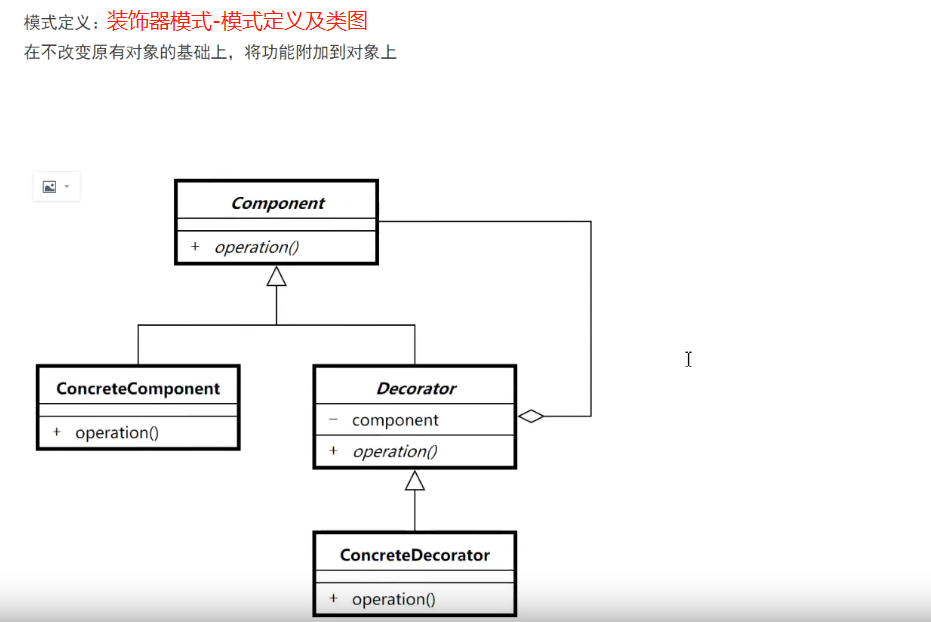 模式定义：装饰器模式-模式定义及类图
在不改变原有对象的基础上，将功能附加到对象上
Component
+ operation()
ConcreteComponent
+ operation()
Decorator
− component
+ operation()
ConcreteDecorator
+ operation()